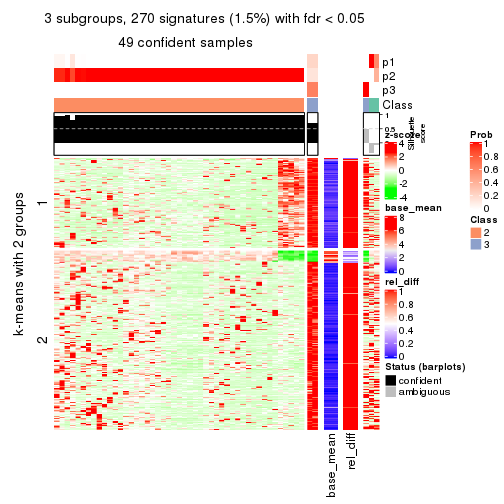 3 subgroups, 270 signatures (1.5%) with fdr < 0.05
49 confident samples
p1
p2
p3
Class
1
0.5
Silhouette
score
k-means with 2 groups
1
2
base_mean
rel_diff
z-score
4
2
0
-2
-4
base_mean
8
6
4
2
0
rel_diff
1
0.8
0.6
0.4
0.2
0
Status (barplots)
confident
ambiguous
Prob
1
0.8
0.6
0.4
0.2
0
Class
2
3